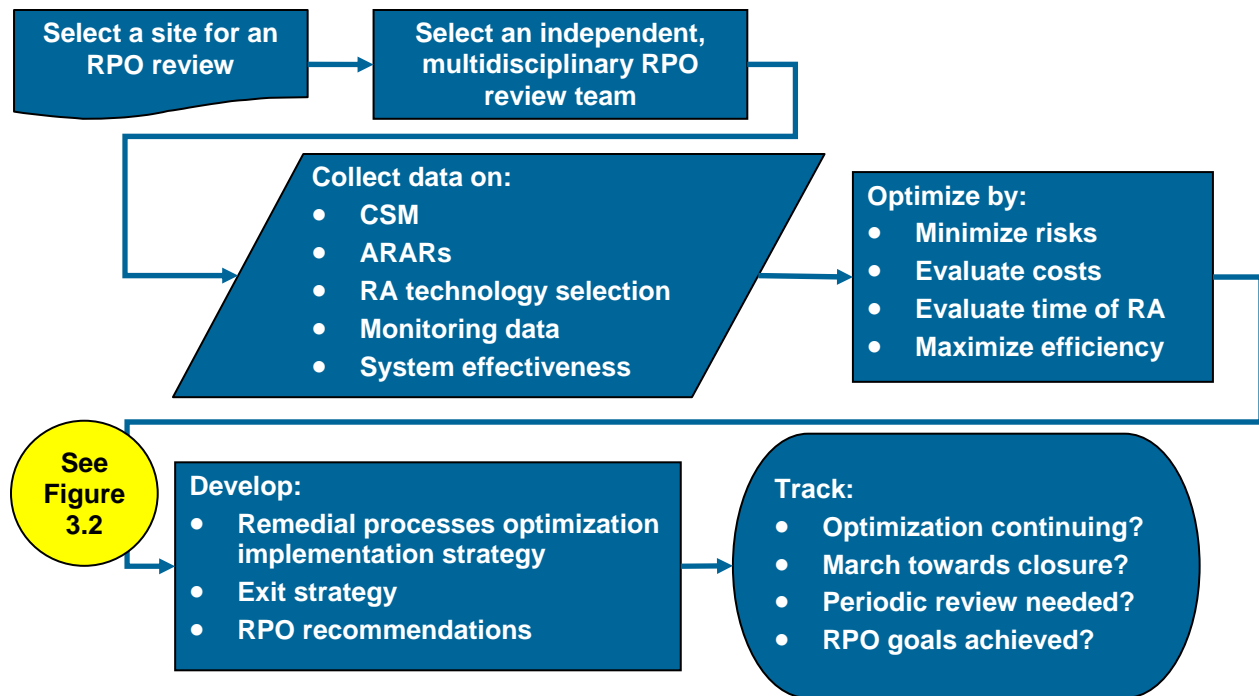 Select a site for an
RPO review
Select an independent,
multidisciplinary RPO
review team
Collect data on:
• CSM
• ARARs
• RA technology selection
• Monitoring data
• System effectiveness
Optimize by:
• Minimize risks
• Evaluate costs
• Evaluate time of RA
• Maximize efficiency
See
Figure
3.2
Develop:
• Remedial processes optimization
implementation strategy
• Exit strategy
• RPO recommendations
Track:
• Optimization continuing?
• March towards closure?
• Periodic review needed?
• RPO goals achieved?